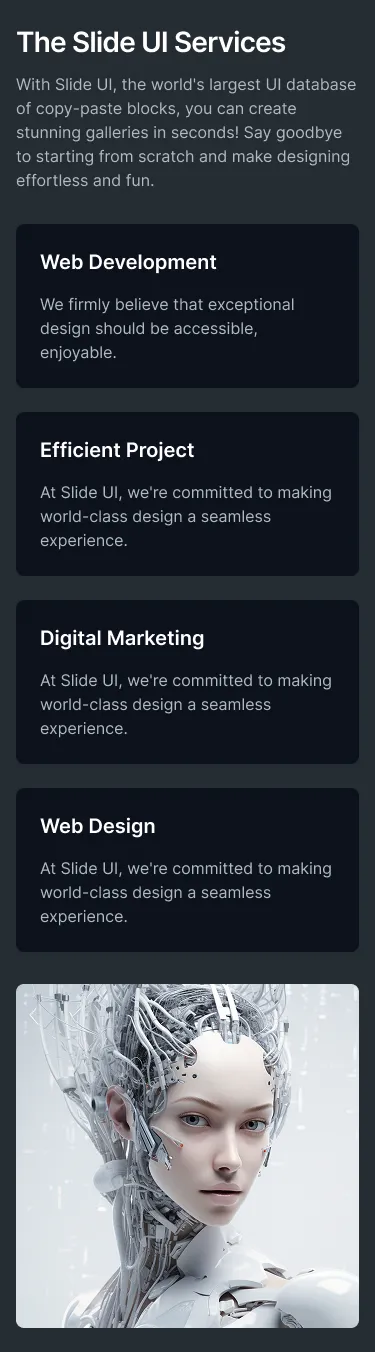 The Slide UI Services
With Slide UI, the world's largest UI database
of copy-paste blocks, you can create
stunning galleries in seconds! Say goodbye
to starting from scratch and make designing
effortless and fun.
Web Development
We firmly believe that exceptional
design should be accessible,
enjoyable.
Efficient Project
At Slide UI, we're committed to making
world-class design a seamless
experience.
Digital Marketing
At Slide UI, we're committed to making
world-class design a seamless
experience.
Web Design
At Slide UI, we're committed to making
world-class design a seamless
experience.